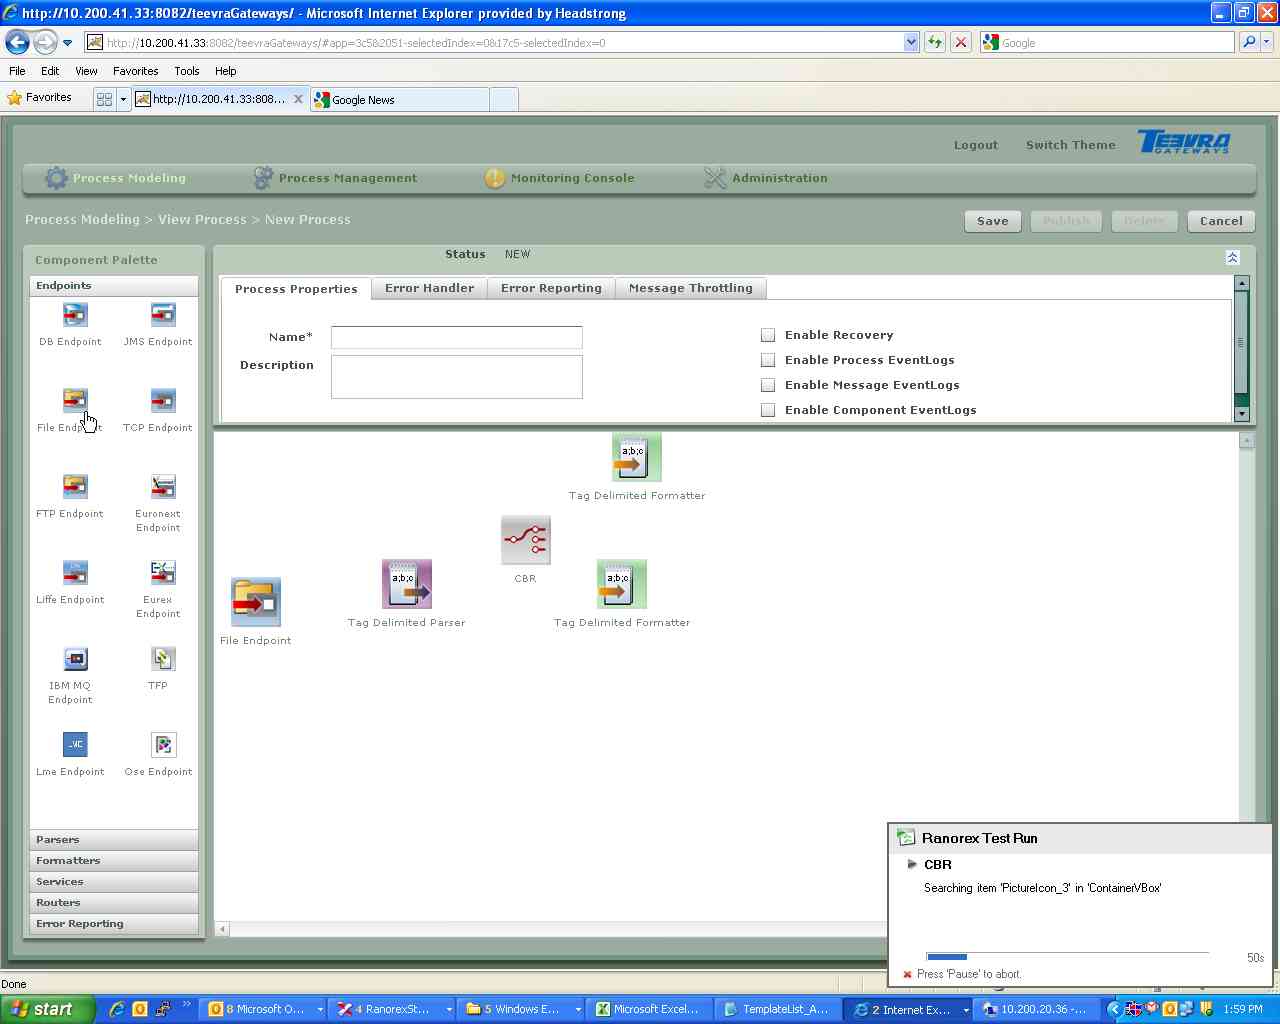 http://10.200.41.33:8082/teevraGateways/ - Microsoft Internet Explorer provided by Headstrong
http://10.200.41.33:8082/teevraGateways/#app=3c58&2051-selectedIndex=0&17c5-selectedIndex=0
Google
File Edit View Favorites Tools Help
Favorites
http://10.200.41.33:808...
Google News
Logout Switch Theme
TEEVRA
GATEWAYS
Process Modeling Process Management Monitoring Console Administration
Process Modeling > View Process > New Process
Save Publish Delete Cancel
Component Palette
Status NEW
Endpoints
Process Properties Error Handler Error Reporting Message Throttling
DB Endpoint JMS Endpoint
Name*
Description
Enable Recovery
Enable Process EventLogs
Enable Message EventLogs
Enable Component EventLogs
File Endpoint TCP Endpoint
FTP Endpoint Euronext Endpoint
Liffe Endpoint Eurex Endpoint
IBM MQ Endpoint TFP
Lme Endpoint Ose Endpoint
a;b;c
Tag Delimited Formatter
CBR
a;b;c
Tag Delimited Parser
a;b;c
Tag Delimited Formatter
File Endpoint
Parsers
Formatters
Services
Routers
Error Reporting
Ranorex Test Run
CBR
Searching item 'PictureIcon_3' in 'ContainerVBox'
50s
Press 'Pause' to abort.
Done
start
8 Microsoft O...
4 RanorexSt...
5 Windows E...
Microsoft Excel...
TemplateList_A...
2 Internet Ex...
10.200.20.36 -...
1:59 PM